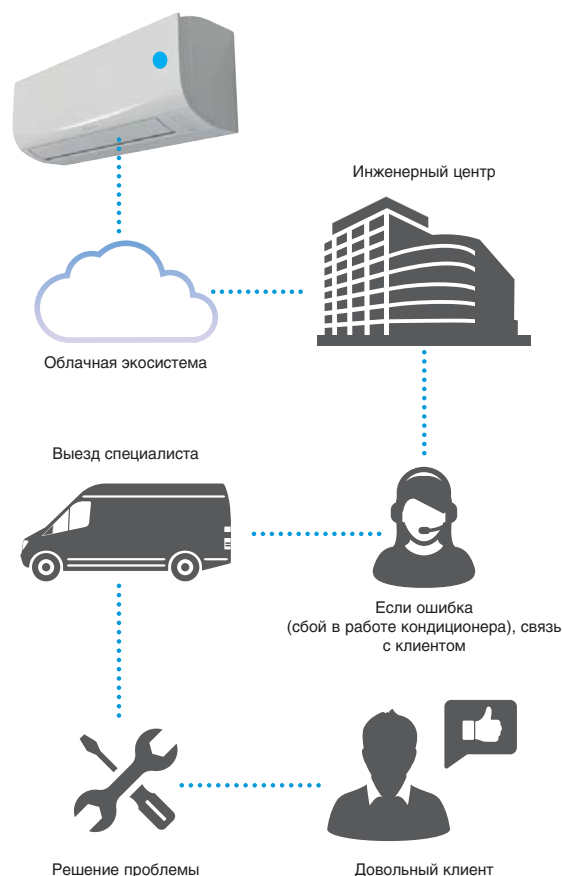 Инженерный центр
Облачная экосистема
Выезд специалиста
Если ошибка
(сбой в работе кондиционера), связь
с клиентом
Решение проблемы
Довольный клиент